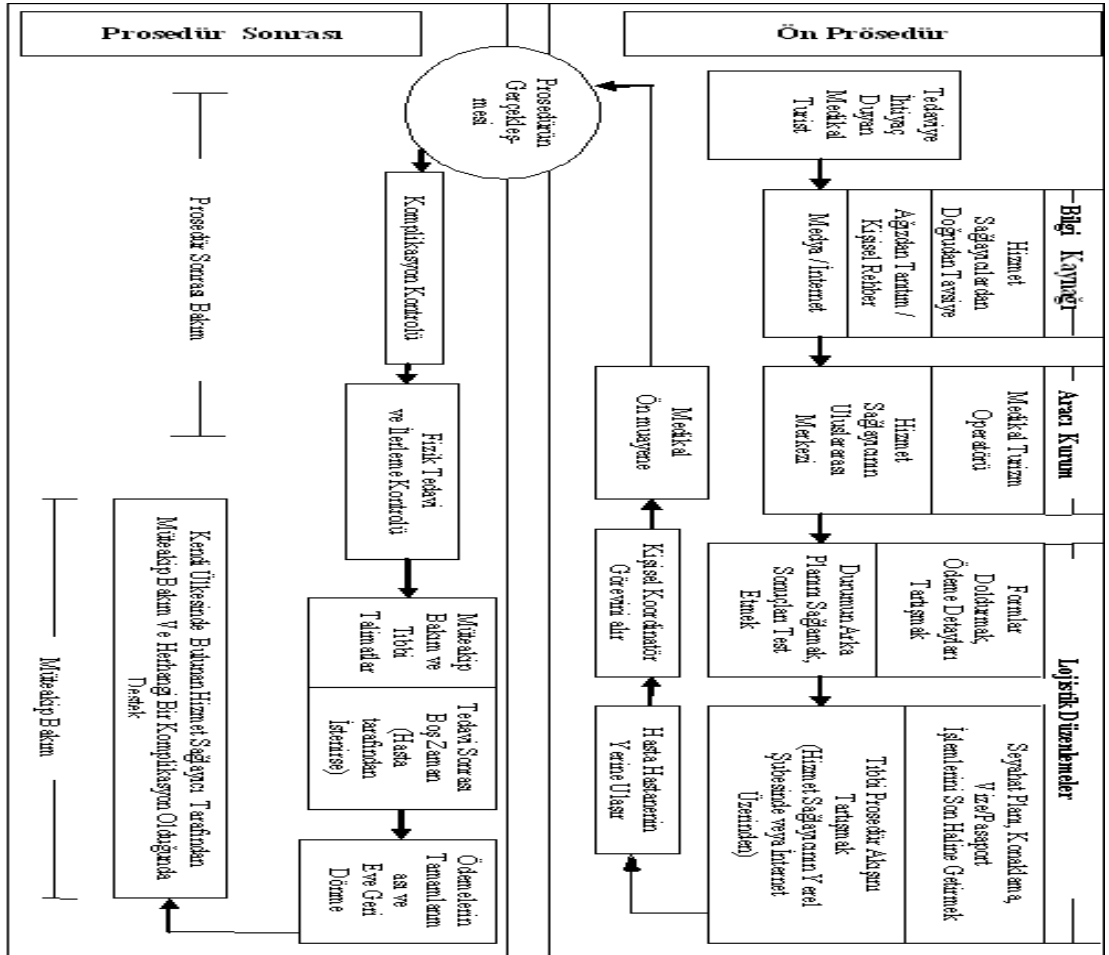 Ön Prösedür
Prosedür Sonrası
Bilgi Kaynağı
Aracı Kurum
Lojistik Düzenlemeler
Tedaviye
İhtiyaç
Duyan
Medikal
Turist
Hizmet
Sağlayıcılardan
Doğrudan Tavsiye
Ağızdan Tanıtım /
Kişisel Rehber
Medya / İnternet
Medikal Turizm
Operatörü
Hizmet
Sağlayıcının
Uluslararası
Merkezi
Formlar
Doldurmak,
Ödeme Detayları
Tartışmak
Durumun Arka
Planını Sağlamak,
Sonuçları Test
Etmek
Seyahat Planı, Konaklama,
Vize/Pasaport
İşlemlerini Son Haline Getirmek
Tıbbi Prosedür Akışını
Tartışmak
(Hizmet Sağlayıcının Yerel
Şubesinde veya İnternet
Üzerinden)
Hasta Hastanenin
Yerine Ulaşır
Kişisel Koordinatör
Görevini alır
Medikal
Ön muayene
Prosedürün
Gerçekleş-
mesi
Komplikasyon Kontrolü
Fizik Tedavi
ve İlerleme Kontrolü
Müteakip
Bakım ve
Tıbbi
Talimatlar
Tedavi Sonrası
Boş Zaman
(Hasta
tarafından
İstenirse)
Ödemelerin
Tamamlanm
ası ve
Eve Geri
Dönme
Kendi Ülkesinde Bulunan Hizmet Sağlayıcı Tarafından
Müteakip Bakım Ve Herhangi Bir Komplikasyon Olduğunda
Destek
Prosedür Sonrası Bakım
Müteakip Bakım